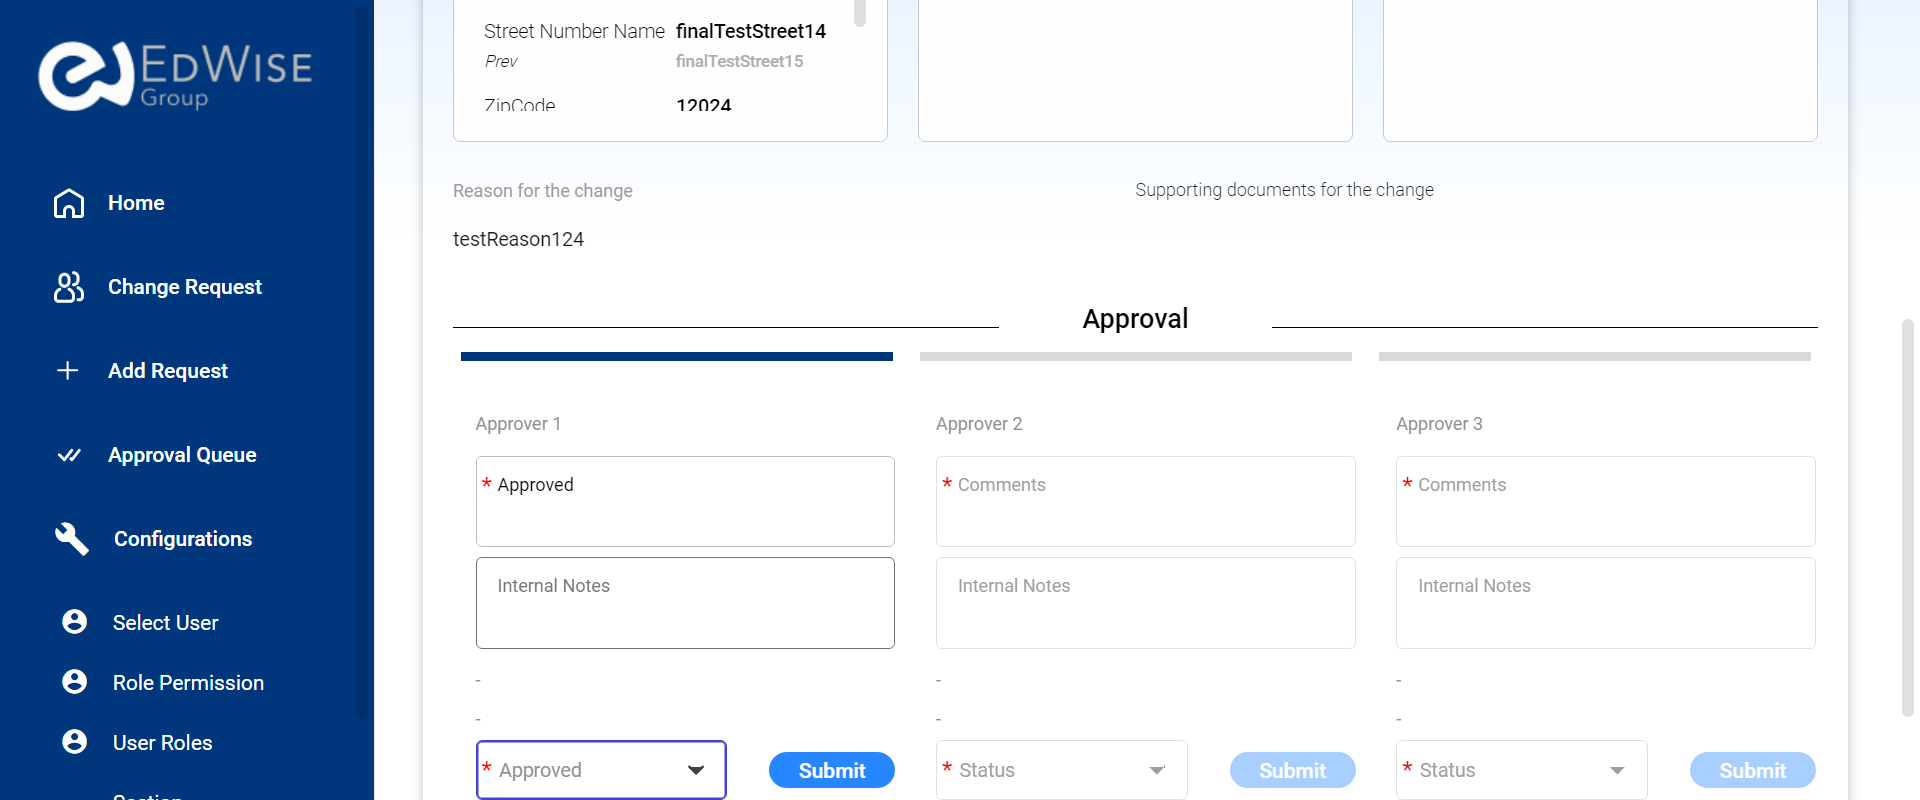 EDWISE
Group
Home
Change Request
Add Request
Approval Queue
Configurations
Select User
Role Permission
User Roles
Section
Street Number Name finalTestStreet14
Prev finalTestStreet15
ZipCode 12024
Reason for the change
testReason124
Supporting documents for the change
Approval
Approver 1
* Approved
Internal Notes
-
-
* Approved
Submit
Approver 2
* Comments
Internal Notes
-
-
* Status
Submit
Approver 3
* Comments
Internal Notes
-
-
* Status
Submit